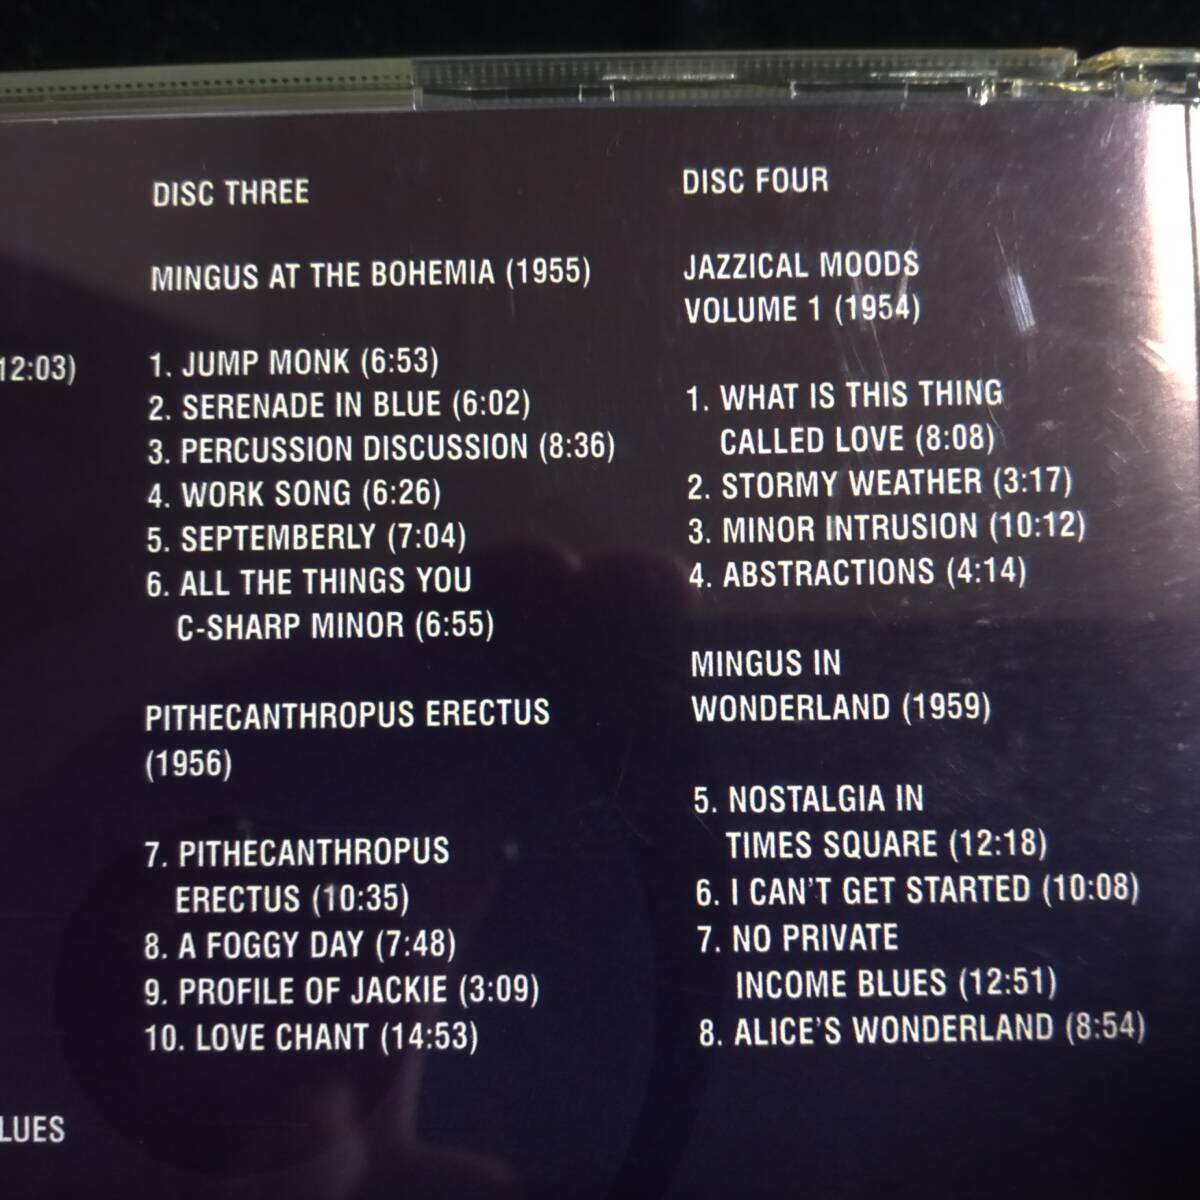 12:03)
LUES
DISC THREE
MINGUS AT THE BOHEMIA (1955)
1. JUMP MONK (6:53)
2. SERENADE IN BLUE (6:02)
3. PERCUSSION DISCUSSION (8:36)
4. WORK SONG (6:26)
5. SEPTEMBERLY (7:04)
6. ALL THE THINGS YOU
C-SHARP MINOR (6:55)
PITHECANTHROPUS ERECTUS
(1956)
7. PITHECANTHROPUS
ERECTUS (10:35)
8. A FOGGY DAY (7:48)
9. PROFILE OF JACKIE (3:09)
10. LOVE CHANT (14:53)
DISC FOUR
JAZZICAL MOODS
VOLUME 1 (1954)
1. WHAT IS THIS THING
CALLED LOVE (8:08)
2. STORMY WEATHER (3:17)
3. MINOR INTRUSION (10:12)
4. ABSTRACTIONS (4:14)
MINGUS IN
WONDERLAND (1959)
5. NOSTALGIA IN
TIMES SQUARE (12:18)
6. I CAN'T GET STARTED (10:08)
7. NO PRIVATE
INCOME BLUES (12:51)
8. ALICE'S WONDERLAND (8:54)